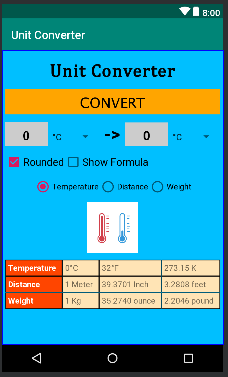 8:00
Unit Converter
Unit Converter
CONVERT
0 °C -> 0 °C
Rounded Show Formula
Temperature Distance Weight
Temperature 0°C 32°F 273.15 K
Distance 1 Meter 39.3701 Inch 3.2808 feet
Weight 1 Kg 35.2740 ounce 2.2046 pound